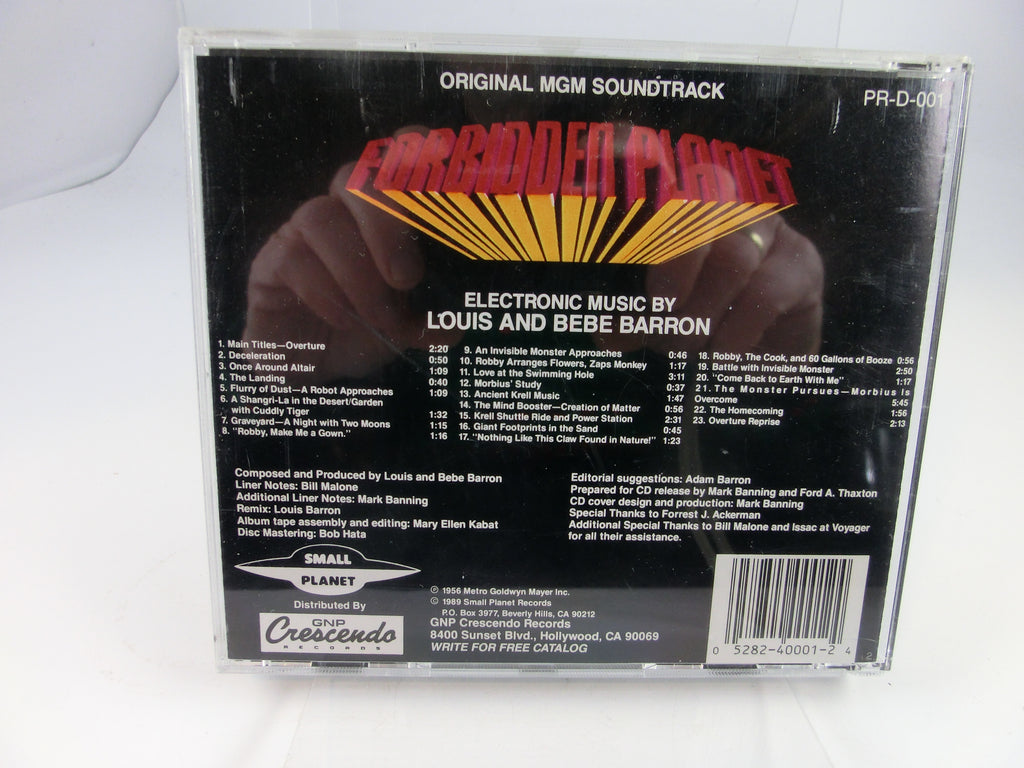 ORIGINAL MGM SOUNDTRACK
PR-D-001
FORBIDDEN PLANET
ELECTRONIC MUSIC BY
LOUIS AND BEBE BARRON
1. Main Titles—Overture 2:20
2. Deceleration 0:50
3. Once Around Altair 1:09
4. The Landing 0:40
5. Flurry of Dust—A Robot Approaches 1:09
6. A Shangri-La in the Desert/Garden
with Cuddly Tiger 1:32
7. Graveyard—A Night with Two Moons 1:15
8. "Robby, Make Me a Gown." 1:16
9. An Invisible Monster Approaches 0:46
10. Robby Arranges Flowers, Zaps Monkey 1:17
11. Love at the Swimming Hole 3:11
12. Morbius' Study 0:37
13. Ancient Krell Music 1:47
14. The Mind Booster—Creation of Matter 0:56
15. Krell Shuttle Ride and Power Station 2:31
16. Giant Footprints in the Sand 0:45
17. "Nothing Like This Claw Found in Nature!" 1:23
18. Robby, The Cook, and 60 Gallons of Booze 0:56
19. Battle with Invisible Monster 2:50
20. "Come Back to Earth With Me" 1:17
21. The Monster Pursues—Morbius Is
Overcome 5:45
22. The Homecoming 1:56
23. Overture Reprise 2:13
Composed and Produced by Louis and Bebe Barron
Liner Notes: Bill Malone
Additional Liner Notes: Mark Banning
Remix: Louis Barron
Album tape assembly and editing: Mary Ellen Kabat
Disc Mastering: Bob Hata
Editorial suggestions: Adam Barron
Prepared for CD release by Mark Banning and Ford A. Thaxton
CD cover design and production: Mark Banning
Special Thanks to Forrest J. Ackerman
Additional Special Thanks to Bill Malone and Issac at Voyager
for all their assistance.
SMALL
PLANET
Distributed By
GNP
Crescendo
RECORDS
℗ 1956 Metro Goldwyn Mayer Inc.
© 1989 Small Planet Records
P.O. Box 3977, Beverly Hills, CA 90212
GNP Crescendo Records
8400 Sunset Blvd., Hollywood, CA 90069
WRITE FOR FREE CATALOG
0 5282-40001-2 4
2